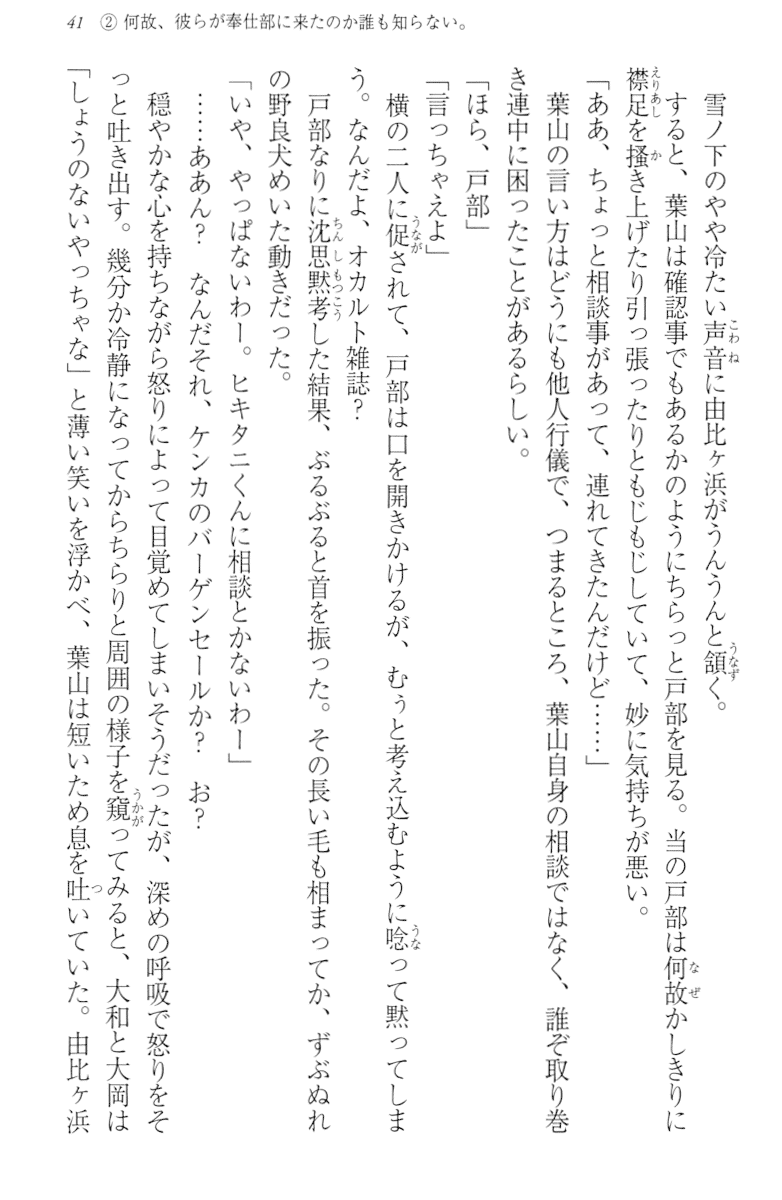 41 ② 何故、彼らが奉仕部に来たのか誰も知らない。
雪ノ下のやや冷たい声音に由比ヶ浜がうんうんと頷く。
すると、葉山は確認事でもあるかのようにちらっと戸部を見る。当の戸部は何故かしきりに
襟足を掻き上げたり引っ張ったりともじもじしていて、妙に気持ちが悪い。
「ああ、ちょっと相談事があって、連れてきたんだけど……」
葉山の言い方はどうにも他人行儀で、つまるところ、葉山自身の相談ではなく、誰ぞ取り巻
き連中に困ったことがあるらしい。
「ほら、戸部」
「言っちゃえよ」
横の二人に促されて、戸部は口を開きかけるが、むぅと考え込むように唸って黙ってしま
う。なんだよ、オカルト雑誌?
戸部なりに沈思黙考した結果、ぶるぶると首を振った。その長い毛も相まってか、ずぶぬれ
の野良犬めいた動きだった。
「いや、やっぱないわー。ヒキタニくんに相談とかないわー」
……ああん? なんだそれ、ケンカのバーゲンセールか? お?
穏やかな心を持ちながら怒りによって目覚めてしまいそうだったが、深めの呼吸で怒りをそ
っと吐き出す。幾分か冷静になってからちらりと周囲の様子を窺ってみると、大和と大岡は
「しょうのないやっちゃな」と薄い笑いを浮かべ、葉山は短いため息を吐いていた。由比ヶ浜